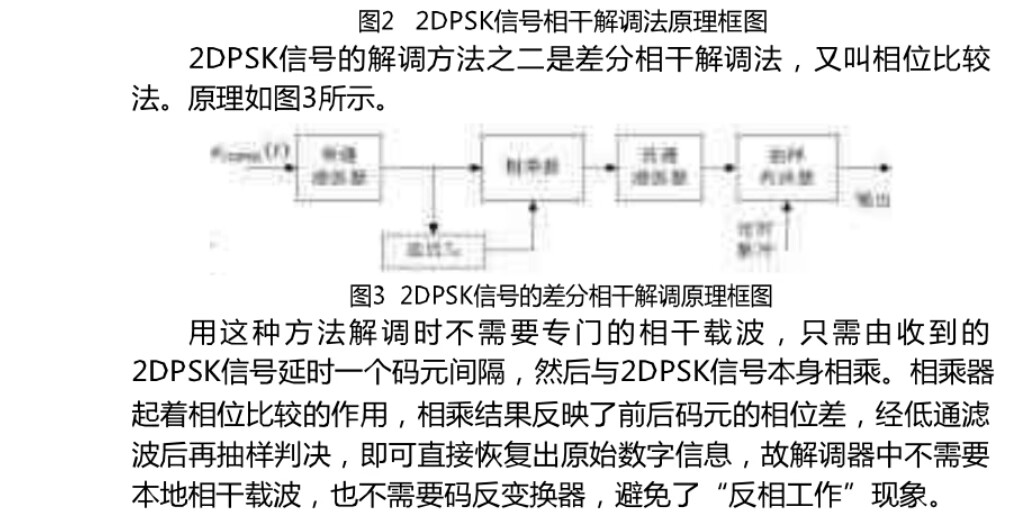 图2 2DPSK信号相干解调法原理框图
2DPSK信号的解调方法之二是差分相干解调法，又叫相位比较
法。原理如图3所示。
带通
滤波器
相乘器
低通
滤波器
抽样
判决器
输出
定时
脉冲
图3 2DPSK信号的差分相干解调原理框图
用这种方法解调时不需要专门的相干载波，只需由收到的
2DPSK信号延时一个码元间隔，然后与2DPSK信号本身相乘。相乘器
起着相位比较的作用，相乘结果反映了前后码元的相位差，经低通滤
波后再抽样判决，即可直接恢复出原始数字信息，故解调器中不需要
本地相干载波，也不需要码反变换器，避免了“反相工作”现象。